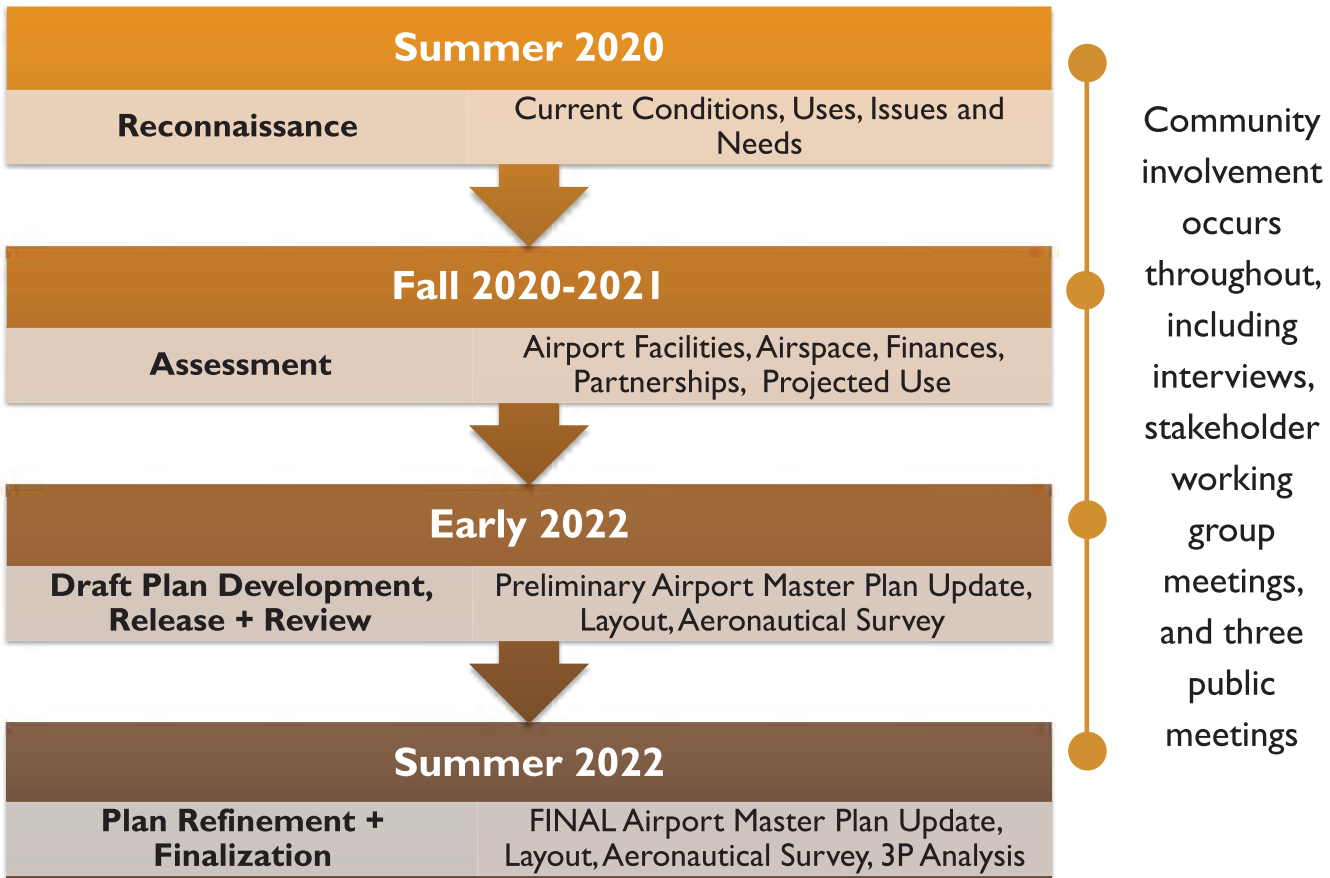 Summer 2020
Reconnaissance
Current Conditions, Uses, Issues and
Needs
Fall 2020-2021
Assessment
Airport Facilities, Airspace, Finances,
Partnerships, Projected Use
Early 2022
Draft Plan Development,
Release + Review
Preliminary Airport Master Plan Update,
Layout, Aeronautical Survey
Summer 2022
Plan Refinement +
Finalization
FINAL Airport Master Plan Update,
Layout, Aeronautical Survey, 3P Analysis
Community
involvement
occurs
throughout,
including
interviews,
stakeholder
working
group
meetings,
and three
public
meetings